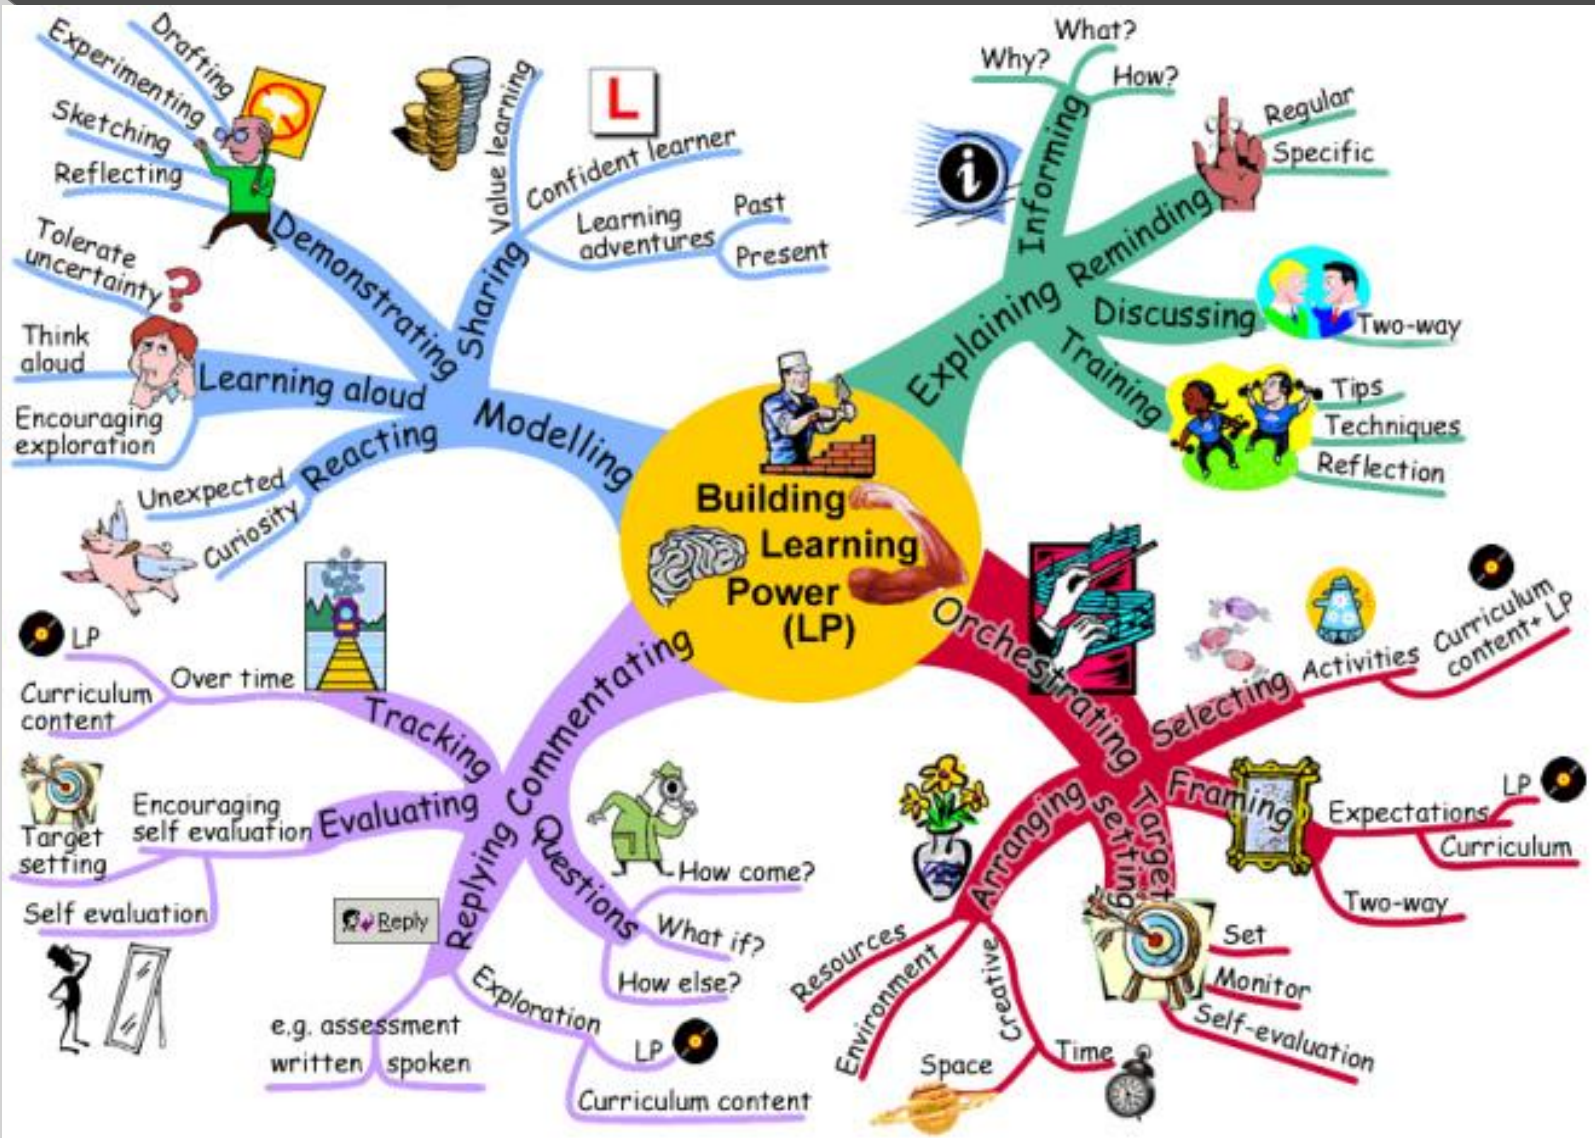 Building
Learning
Power
(LP)
Explaining
Informing
Why?
What?
How?
Reminding
Regular
Specific
Discussing
Two-way
Training
Tips
Techniques
Reflection
Orchestrating
Selecting
Activities
Curriculum
content+ LP
Framing
Expectations
LP
Curriculum
Two-way
Target
setting
Set
Monitor
Self-evaluation
Arranging
Resources
Environment
Creative
Space
Time
Commentating
Questions
How come?
What if?
How else?
Replying
Reply
Exploration
LP
Curriculum content
e.g. assessment
written
spoken
Evaluating
Encouraging
self evaluation
Target
setting
Self evaluation
Tracking
Over time
LP
Curriculum
content
Modelling
Reacting
Unexpected
Curiosity
Learning aloud
Tolerate
uncertainty
?
Think
aloud
Encouraging
exploration
Demonstrating
Drafting
Experimenting
Sketching
Reflecting
Sharing
Value learning
L
Confident learner
Learning
adventures
Past
Present
i